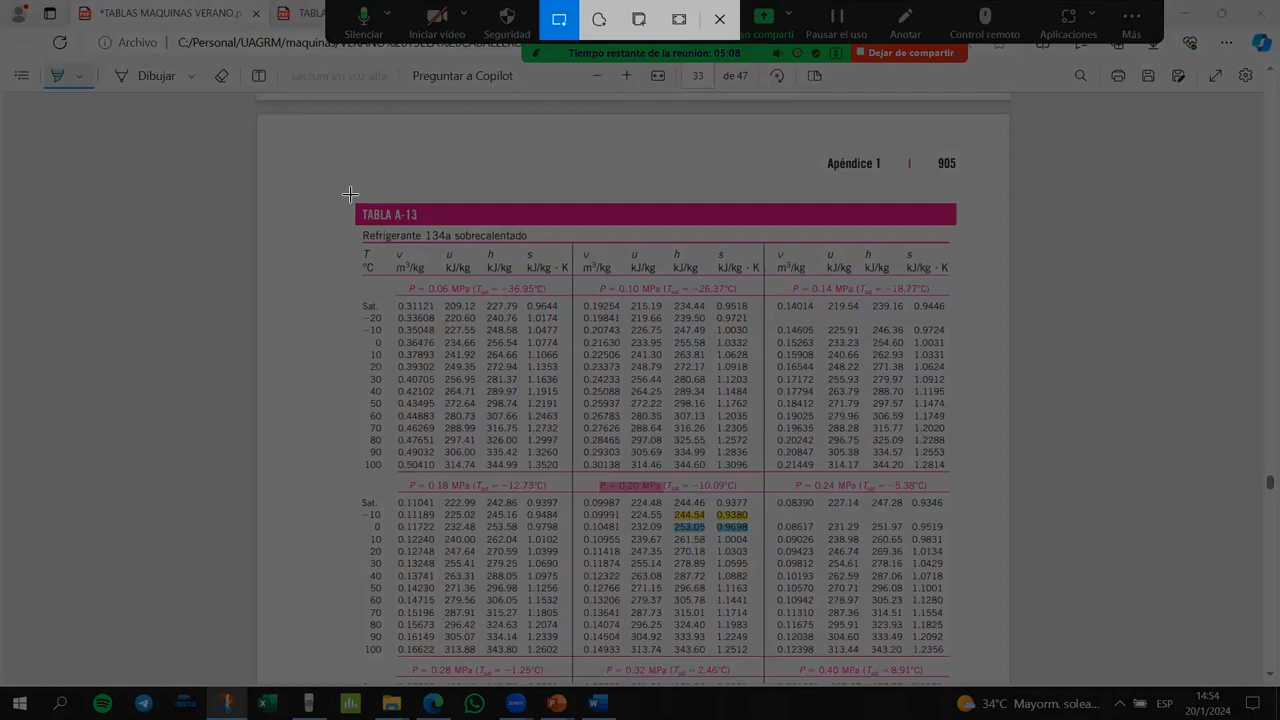 *TABLAS MAQUINAS VERANO.p
TABLA
Silenciar
Iniciar vídeo
Seguridad
Pausar el uso
Anotar
Control remoto
Aplicaciones
Más
Archivo
C:/Personal/UAGRM/maquinas/
Tiempo restante de la reunión: 05:08
Dejar de compartir
Dibujar
Lectura en voz alta
Preguntar a Copilot
33
de 47
Apéndice 1 | 905
TABLA A-13
Refrigerante 134a sobrecalentado
T υ u h s υ u h s υ u h s
°C m³/kg kJ/kg kJ/kg kJ/kg · K m³/kg kJ/kg kJ/kg kJ/kg · K m³/kg kJ/kg kJ/kg kJ/kg · K
P = 0.06 MPa (Tsat = −36.95°C) P = 0.10 MPa (Tsat = −26.37°C) P = 0.14 MPa (Tsat = −18.77°C)
Sat. 0.31121 209.12 227.79 0.9644 0.19254 215.19 234.44 0.9518 0.14014 219.54 239.16 0.9446
−20 0.33608 220.60 240.76 1.0174 0.19841 219.66 239.50 0.9721
−10 0.35048 227.55 248.58 1.0477 0.20743 226.75 247.49 1.0030 0.14605 225.91 246.36 0.9724
0 0.36476 234.66 256.54 1.0774 0.21630 233.95 255.58 1.0332 0.15263 233.23 254.60 1.0031
10 0.37893 241.92 264.66 1.1066 0.22506 241.30 263.81 1.0628 0.15908 240.66 262.93 1.0331
20 0.39302 249.35 272.94 1.1353 0.23373 248.79 272.17 1.0918 0.16544 248.22 271.38 1.0624
30 0.40705 256.95 281.37 1.1636 0.24233 256.44 280.68 1.1203 0.17172 255.93 279.97 1.0912
40 0.42102 264.71 289.97 1.1915 0.25088 264.25 289.34 1.1484 0.17794 263.79 288.70 1.1195
50 0.43495 272.64 298.74 1.2191 0.25937 272.22 298.16 1.1762 0.18412 271.79 297.57 1.1474
60 0.44883 280.73 307.66 1.2463 0.26783 280.35 307.13 1.2035 0.19025 279.96 306.59 1.1749
70 0.46269 288.99 316.75 1.2732 0.27626 288.64 316.26 1.2305 0.19635 288.28 315.77 1.2020
80 0.47651 297.41 326.00 1.2997 0.28465 297.08 325.55 1.2572 0.20242 296.75 325.09 1.2288
90 0.49032 306.00 335.42 1.3260 0.29303 305.69 334.99 1.2836 0.20847 305.38 334.57 1.2553
100 0.50410 314.74 344.99 1.3520 0.30138 314.46 344.60 1.3096 0.21449 314.17 344.20 1.2814
P = 0.18 MPa (Tsat = −12.73°C) P = 0.20 MPa (Tsat = −10.09°C) P = 0.24 MPa (Tsat = −5.38°C)
Sat. 0.11041 222.99 242.86 0.9397 0.09987 224.48 244.46 0.9377 0.08390 227.14 247.28 0.9346
−10 0.11189 225.02 245.16 0.9484 0.09991 224.55 244.54 0.9380
0 0.11722 232.48 253.58 0.9798 0.10481 232.09 253.05 0.9698 0.08617 231.29 251.97 0.9519
10 0.12240 240.00 262.04 1.0102 0.10955 239.67 261.58 1.0004 0.09026 238.98 260.65 0.9831
20 0.12748 247.64 270.59 1.0399 0.11418 247.35 270.18 1.0303 0.09423 246.74 269.36 1.0134
30 0.13248 255.41 279.25 1.0690 0.11874 255.14 278.89 1.0595 0.09812 254.61 278.16 1.0429
40 0.13741 263.31 288.05 1.0975 0.12322 263.08 287.72 1.0882 0.10193 262.59 287.06 1.0718
50 0.14230 271.36 296.98 1.1256 0.12766 271.15 296.68 1.1163 0.10570 270.71 296.08 1.1001
60 0.14715 279.56 306.05 1.1532 0.13206 279.37 305.78 1.1441 0.10942 278.97 305.23 1.1280
70 0.15196 287.91 315.27 1.1805 0.13641 287.73 315.01 1.1714 0.11310 287.36 314.51 1.1554
80 0.15673 296.42 324.63 1.2074 0.14074 296.25 324.40 1.1983 0.11675 295.91 323.93 1.1825
90 0.16149 305.07 334.14 1.2339 0.14504 304.92 333.93 1.2249 0.12038 304.60 333.49 1.2092
100 0.16622 313.88 343.80 1.2602 0.14933 313.74 343.60 1.2512 0.12398 313.44 343.20 1.2356
P = 0.28 MPa (Tsat = −1.25°C) P = 0.32 MPa (Tsat = 2.46°C) P = 0.40 MPa (Tsat = 8.91°C)
34°C Mayorm. solea...
ESP
14:54
20/1/2024